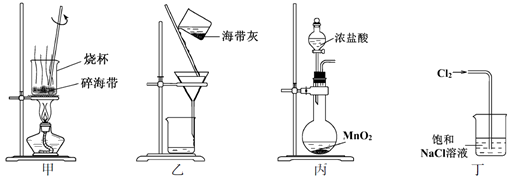 烧杯
碎海带
甲
海带灰
乙
浓盐酸
MnO₂
丙
Cl₂
饱和
NaCl溶液
丁